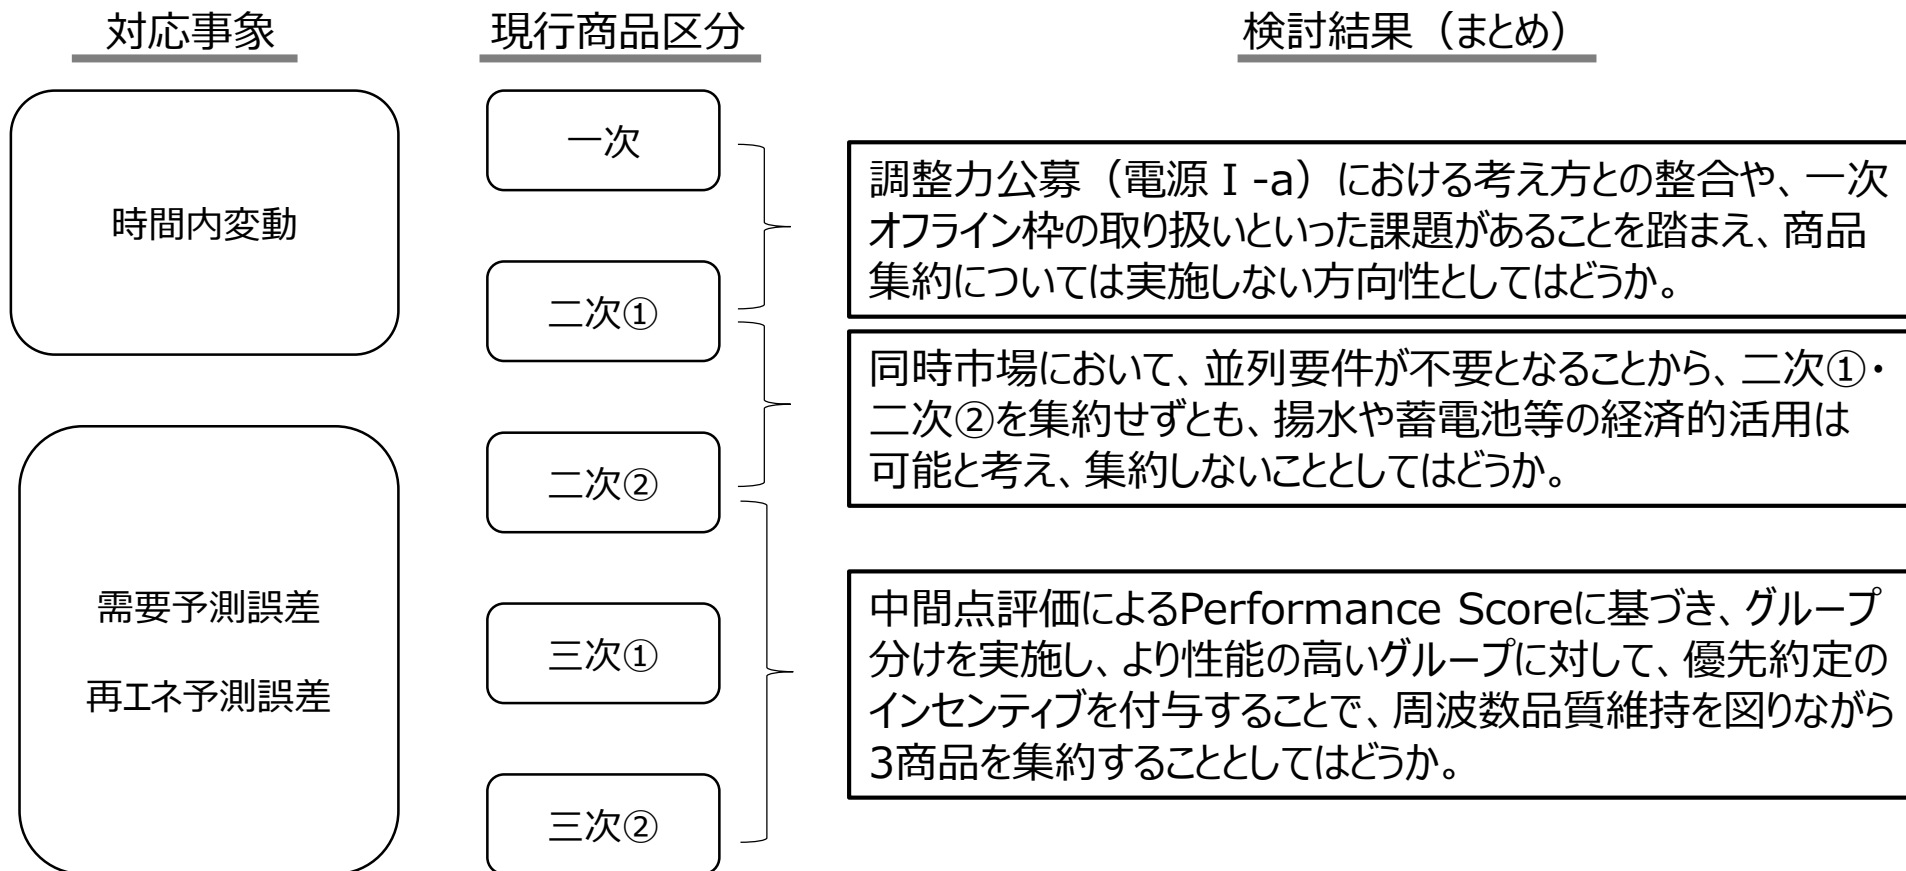 対応事象
現行商品区分
検討結果（まとめ）
時間内変動
需要予測誤差
再エネ予測誤差
一次
二次①
二次②
三次①
三次②
調整力公募（電源Ⅰ-a）における考え方との整合や、一次
オフライン枠の取り扱いといった課題があることを踏まえ、商品
集約については実施しない方向性としてはどうか。
同時市場において、並列要件が不要となることから、二次①・
二次②を集約せずとも、揚水や蓄電池等の経済的活用は
可能と考え、集約しないこととしてはどうか。
中間点評価によるPerformance Scoreに基づき、グループ
分けを実施し、より性能の高いグループに対して、優先約定の
インセンティブを付与することで、周波数品質維持を図りながら
3商品を集約することとしてはどうか。